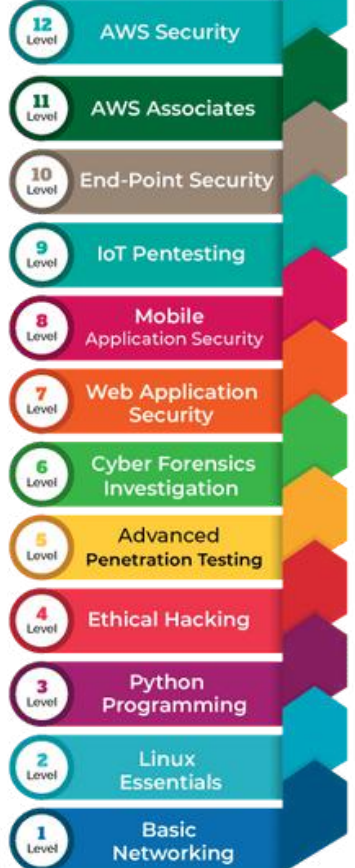 12
Level
AWS Security
11
Level
AWS Associates
10
Level
End-Point Security
9
Level
IoT Pentesting
8
Level
Mobile
Application Security
7
Level
Web Application
Security
6
Level
Cyber Forensics
Investigation
5
Level
Advanced
Penetration Testing
4
Level
Ethical Hacking
3
Level
Python
Programming
2
Level
Linux
Essentials
1
Level
Basic
Networking